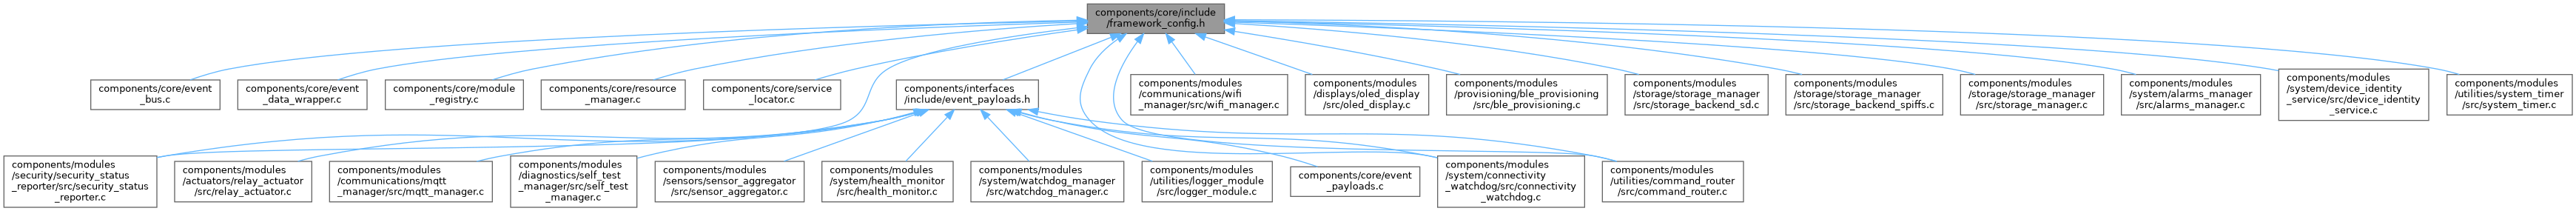 components/core/include
/framework_config.h
components/core/event
_bus.c
components/core/event
_data_wrapper.c
components/core/module
_registry.c
components/core/resource
_manager.c
components/core/service
_locator.c
components/interfaces
/include/event_payloads.h
components/modules
/communications/wifi
_manager/src/wifi_manager.c
components/modules
/displays/oled_display
/src/oled_display.c
components/modules
/provisioning/ble_provisioning
/src/ble_provisioning.c
components/modules
/storage/storage_manager
/src/storage_backend_sd.c
components/modules
/storage/storage_manager
/src/storage_backend_spiffs.c
components/modules
/storage/storage_manager
/src/storage_manager.c
components/modules
/system/alarms_manager
/src/alarms_manager.c
components/modules
/system/device_identity
_service/src/device_identity
_service.c
components/modules
/utilities/system_timer
/src/system_timer.c
components/modules
/security/security_status
_reporter/src/security_status
_reporter.c
components/modules
/actuators/relay_actuator
/src/relay_actuator.c
components/modules
/communications/mqtt
_manager/src/mqtt_manager.c
components/modules
/diagnostics/self_test
_manager/src/self_test
_manager.c
components/modules
/sensors/sensor_aggregator
/src/sensor_aggregator.c
components/modules
/system/health_monitor
/src/health_monitor.c
components/modules
/system/watchdog_manager
/src/watchdog_manager.c
components/modules
/utilities/logger_module
/src/logger_module.c
components/core/event
_payloads.c
components/modules
/system/connectivity
_watchdog/src/connectivity
_watchdog.c
components/modules
/utilities/command_router
/src/command_router.c